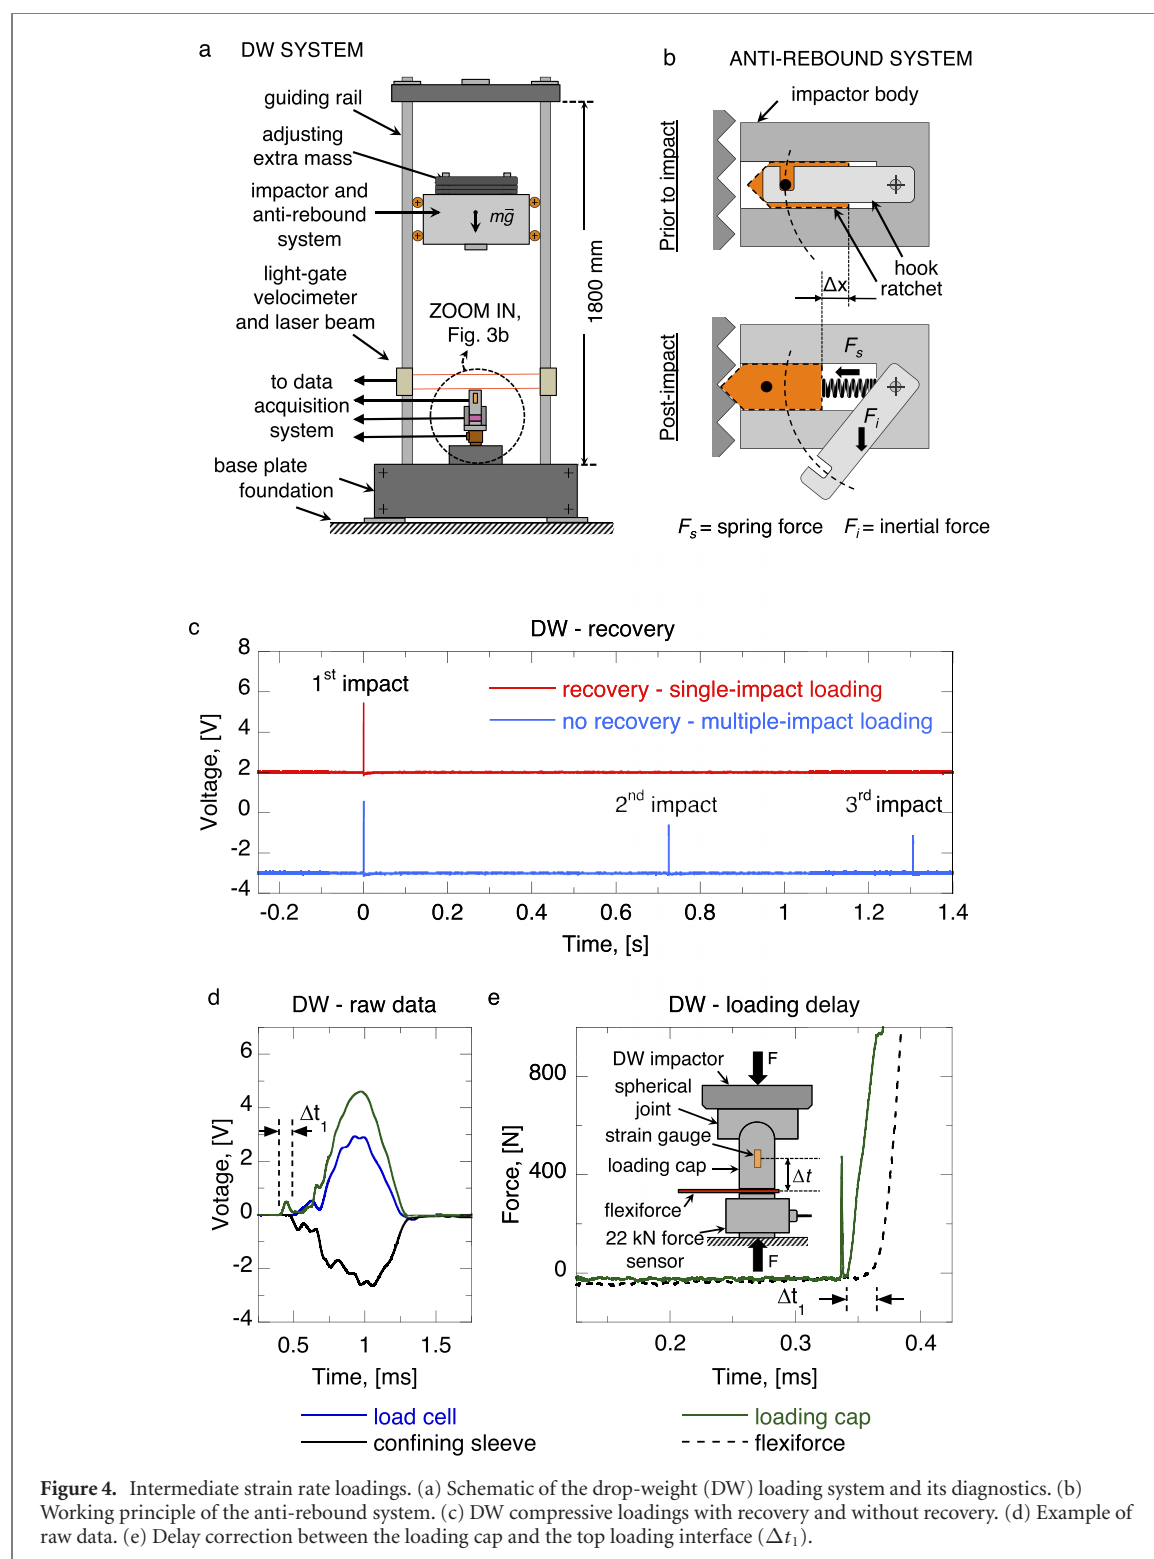 a DW SYSTEM
guiding rail
adjusting
extra mass
impactor and
anti-rebound
system
mg̅
light-gate
velocimeter
and laser beam
ZOOM IN,
Fig. 3b
1800 mm
to data
acquisition
system
base plate
foundation
b ANTI-REBOUND SYSTEM
impactor body
Prior to impact
hook
ratchet
Δx
Post-impact
Fs
Fi
Fs = spring force Fi = inertial force
c DW - recovery
8
6
4
2
0
-2
-4
Voltage, [V]
1st impact
recovery - single-impact loading
no recovery - multiple-impact loading
2nd impact
3rd impact
-0.2 0 0.2 0.4 0.6 0.8 1 1.2 1.4
Time, [s]
d DW - raw data
6
4
2
0
-2
-4
Votage, [V]
Δt1
0.5 1 1.5
Time, [ms]
load cell
confining sleeve
e DW - loading delay
800
400
0
Force, [N]
DW impactor
F
spherical
joint
strain gauge
loading cap
Δt
flexiforce
22 kN force
sensor
F
Δt1
0.2 0.3 0.4
Time, [ms]
loading cap
flexiforce
Figure 4. Intermediate strain rate loadings. (a) Schematic of the drop-weight (DW) loading system and its diagnostics. (b)
Working principle of the anti-rebound system. (c) DW compressive loadings with recovery and without recovery. (d) Example of
raw data. (e) Delay correction between the loading cap and the top loading interface (Δt1).